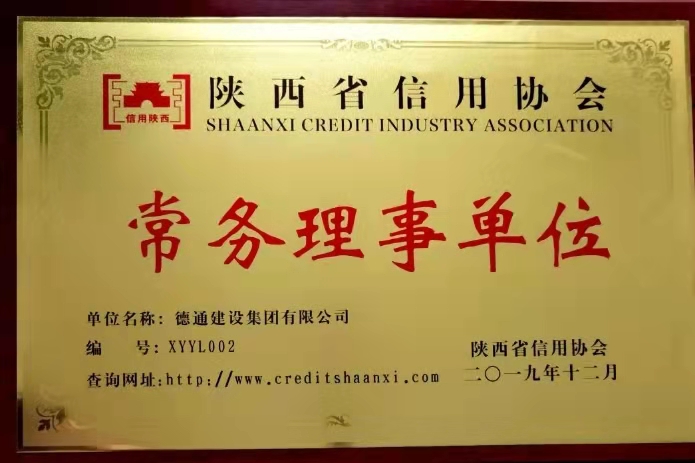 信用陕西
陕西省信用协会
SHAANXI CREDIT INDUSTRY ASSOCIATION
常务理事单位
单位名称：德通建设集团有限公司
编 号：XYYL002
查询网址:http://www.creditshaanxi.com
陕西省信用协会
二〇一九年十二月